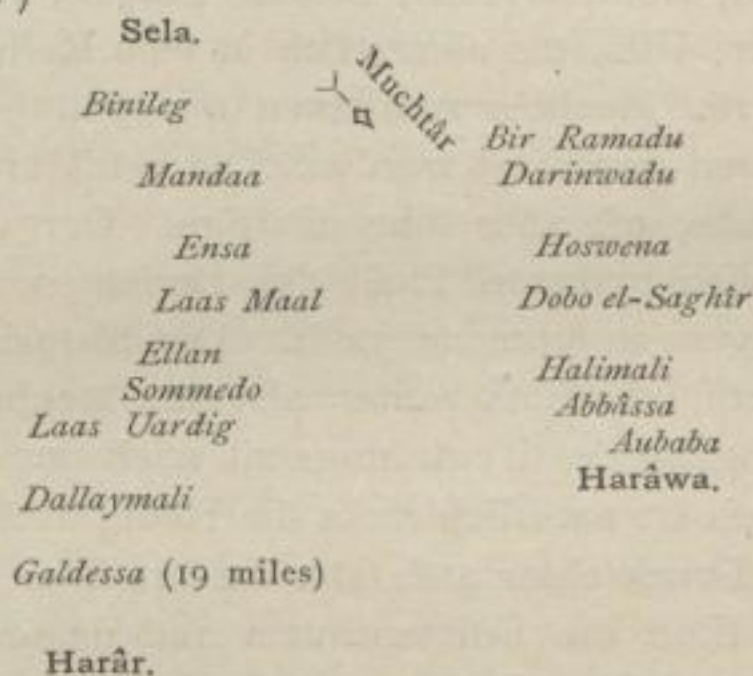 Sela.
Muchtâr
Binileg
Bir Ramadu
Mandaa
Darinwadu
Ensa
Hoswena
Laas Maal
Dobo el-Saghîr
Ellan
Halimali
Sommedo
Abbâssa
Laas Uardig
Aubaba
Harâwa.
Dallaymali
Galdessa (19 miles)
Harâr.